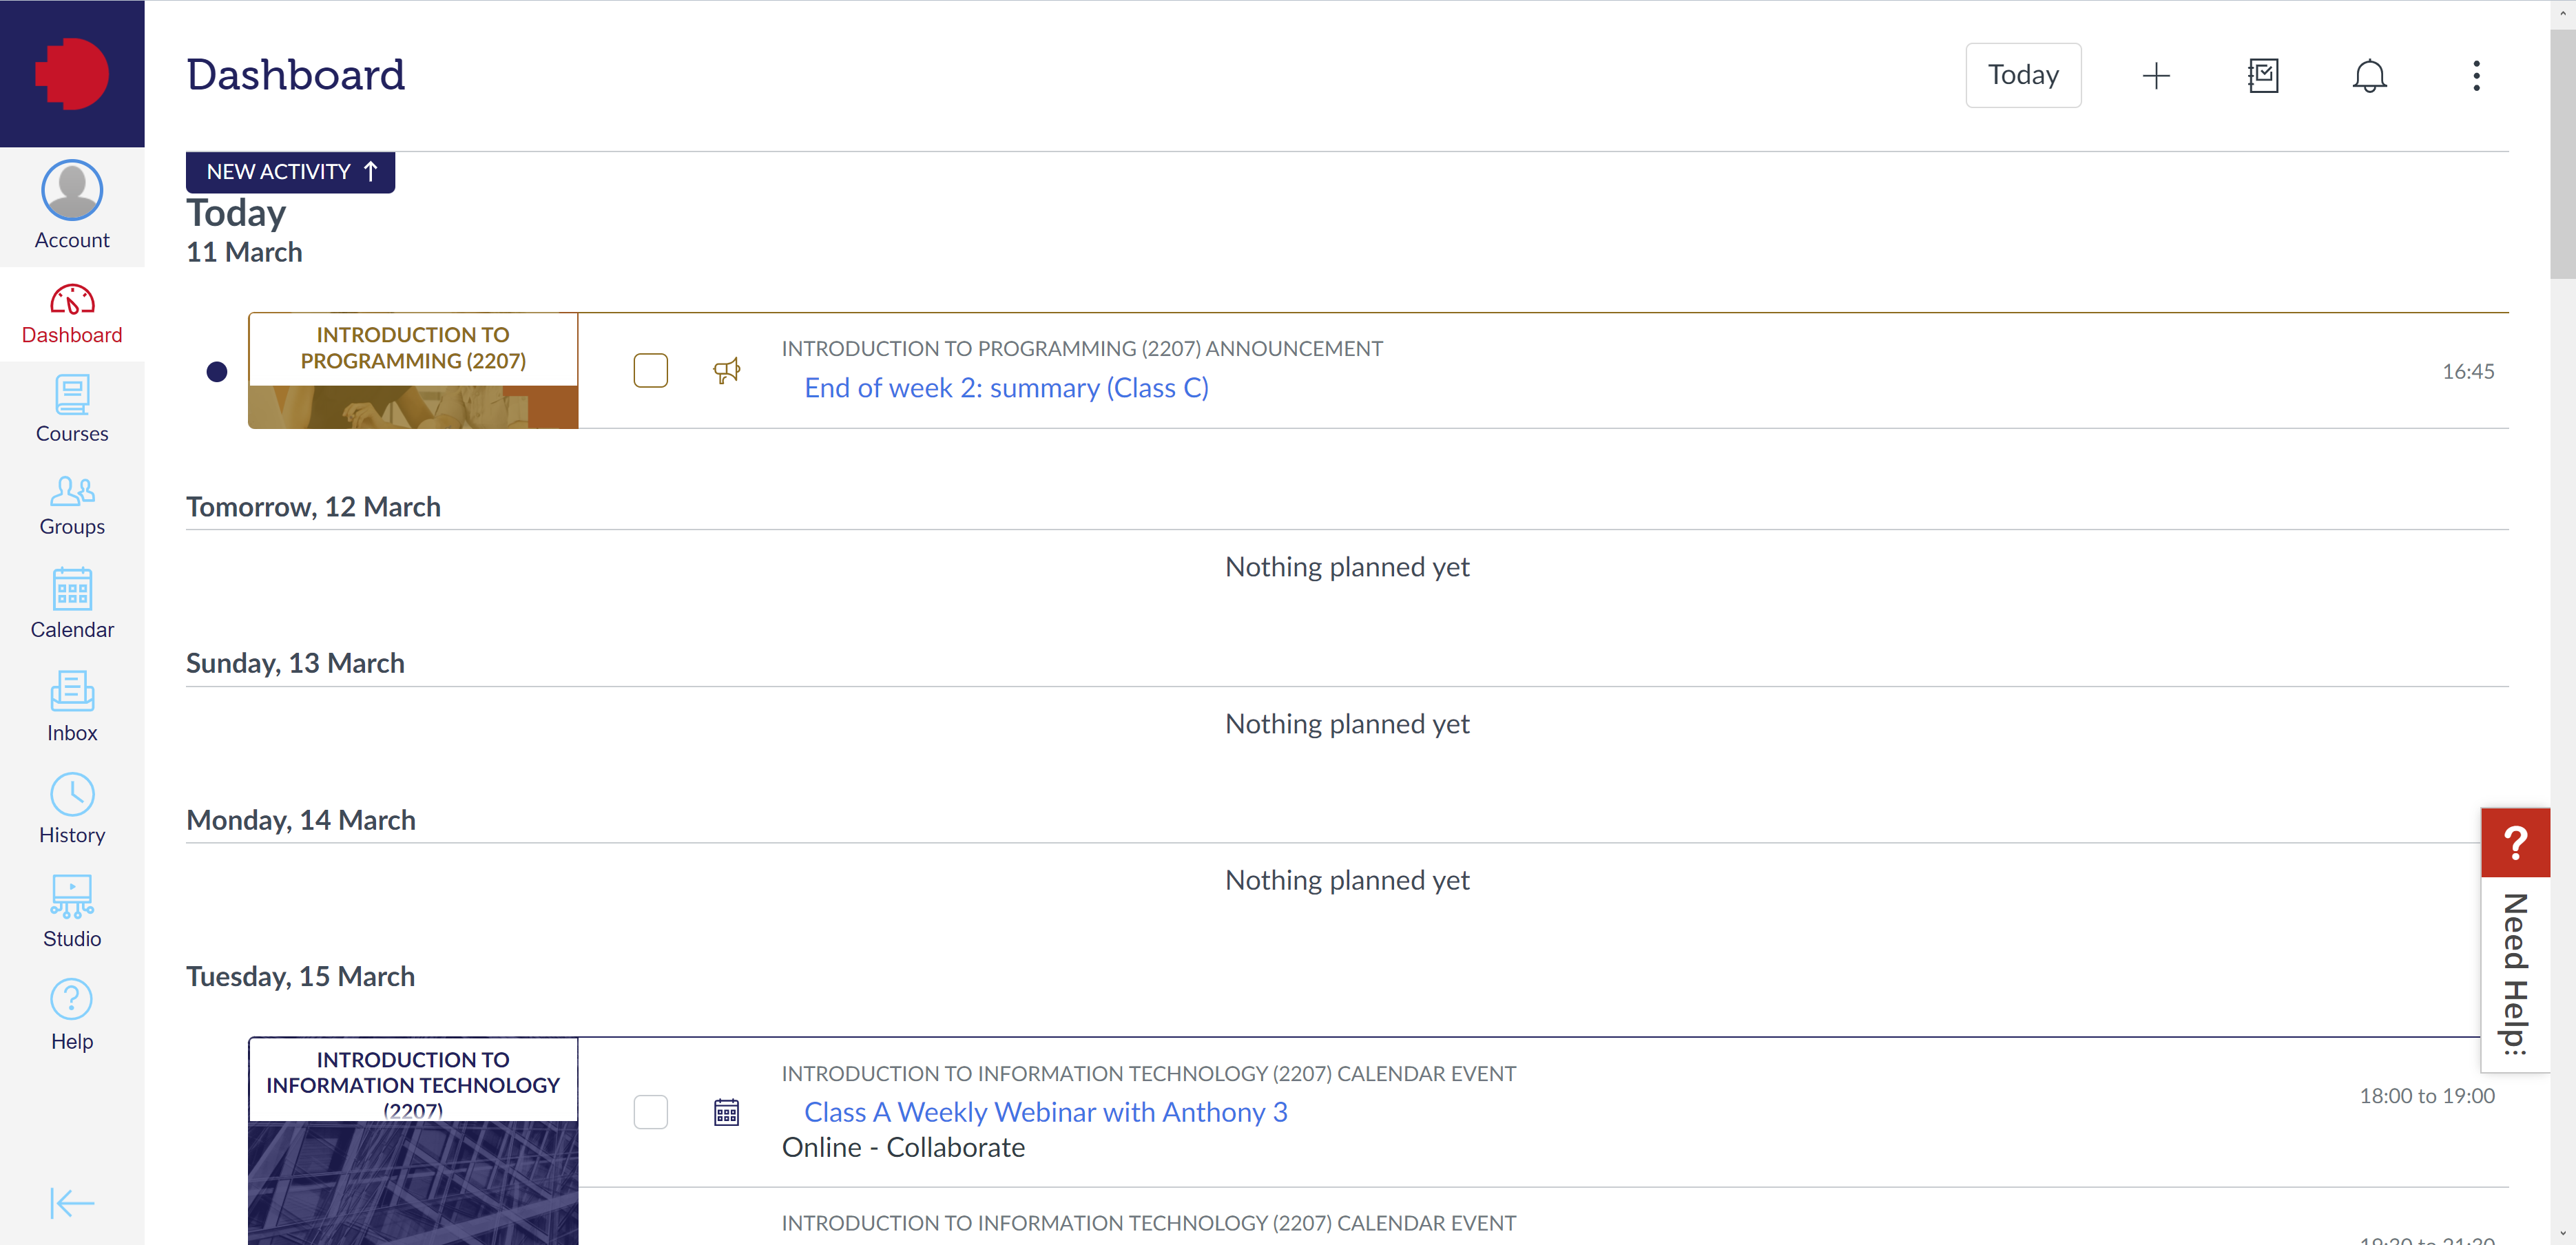 Dashboard
Today
NEW ACTIVITY
Today
11 March
INTRODUCTION TO
PROGRAMMING (2207)
INTRODUCTION TO PROGRAMMING (2207) ANNOUNCEMENT
End of week 2: summary (Class C)
16:45
Tomorrow, 12 March
Nothing planned yet
Sunday, 13 March
Nothing planned yet
Monday, 14 March
Nothing planned yet
Tuesday, 15 March
INTRODUCTION TO
INFORMATION TECHNOLOGY
(2207)
INTRODUCTION TO INFORMATION TECHNOLOGY (2207) CALENDAR EVENT
Class A Weekly Webinar with Anthony 3
Online - Collaborate
18:00 to 19:00
INTRODUCTION TO INFORMATION TECHNOLOGY (2207) CALENDAR EVENT
Account
Dashboard
Courses
Groups
Calendar
Inbox
History
Studio
Help
?
Need Help: